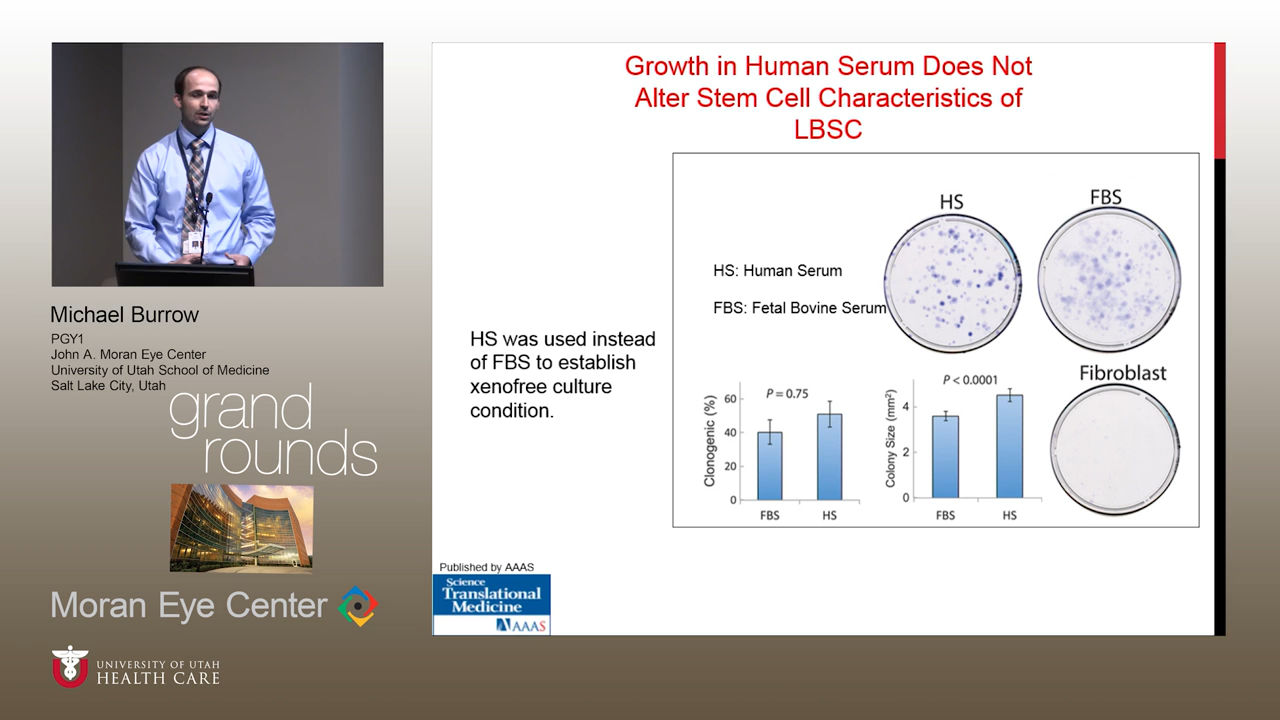 Michael Burrow
PGY1
John A. Moran Eye Center
University of Utah School of Medicine
Salt Lake City, Utah
grand
rounds
Moran Eye Center
UNIVERSITY OF UTAH
HEALTH CARE
Growth in Human Serum Does Not
Alter Stem Cell Characteristics of
LBSC
HS was used instead
of FBS to establish
xenofree culture
condition.
HS: Human Serum
FBS: Fetal Bovine Serum
HS
FBS
Fibroblast
Clonogenic (%)
P = 0.75
60
40
20
0
FBS
HS
Colony Size (mm²)
P < 0.0001
4
2
0
FBS
HS
Published by AAAS
Science
Translational
Medicine
AAAS